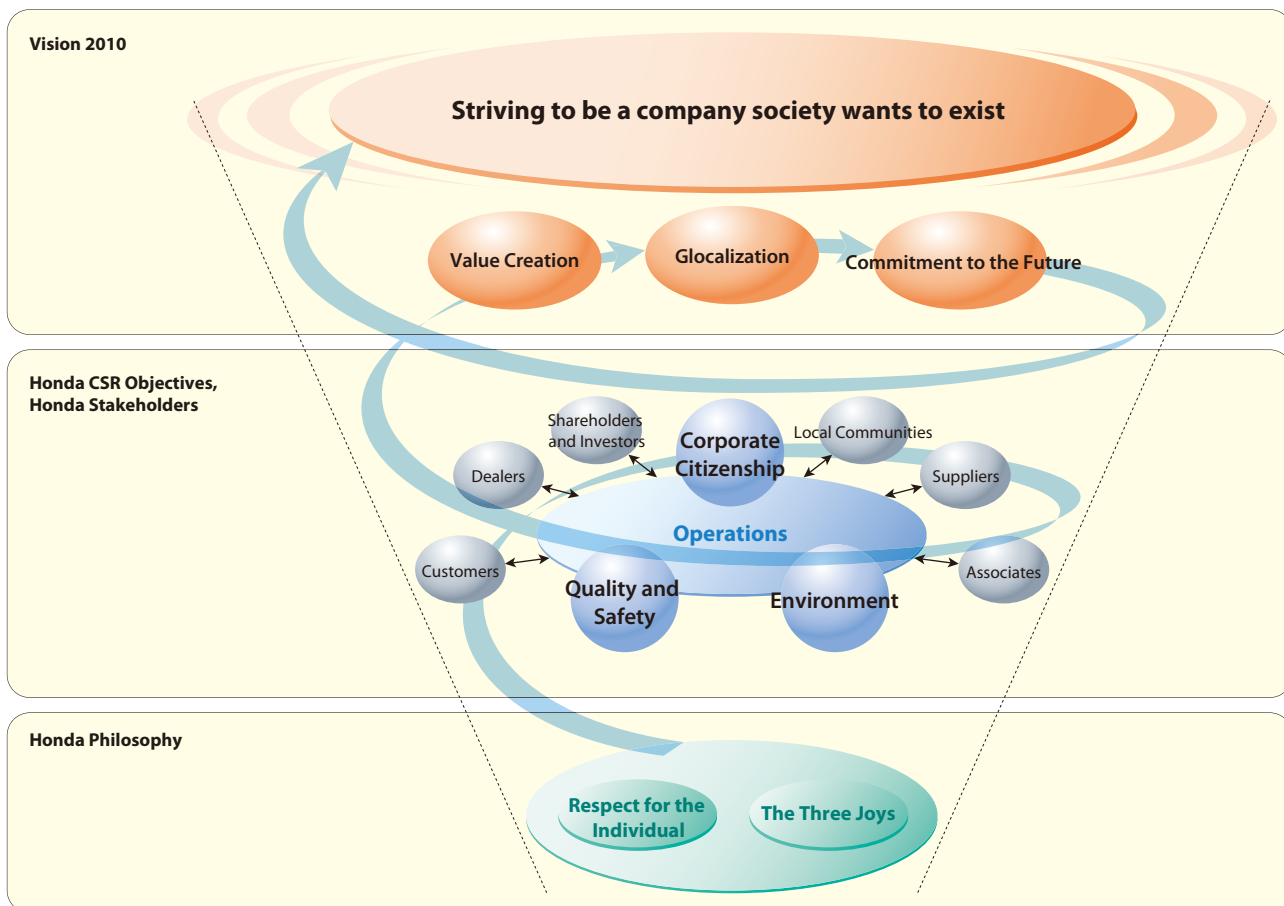 Vision 2010
Striving to be a company society wants to exist
Value Creation
Glocalization
Commitment to the Future
Honda CSR Objectives,
Honda Stakeholders
Shareholders
and Investors
Corporate
Citizenship
Local Communities
Dealers
Suppliers
Operations
Customers
Associates
Quality and
Safety
Environment
Honda Philosophy
Respect for the
Individual
The Three Joys